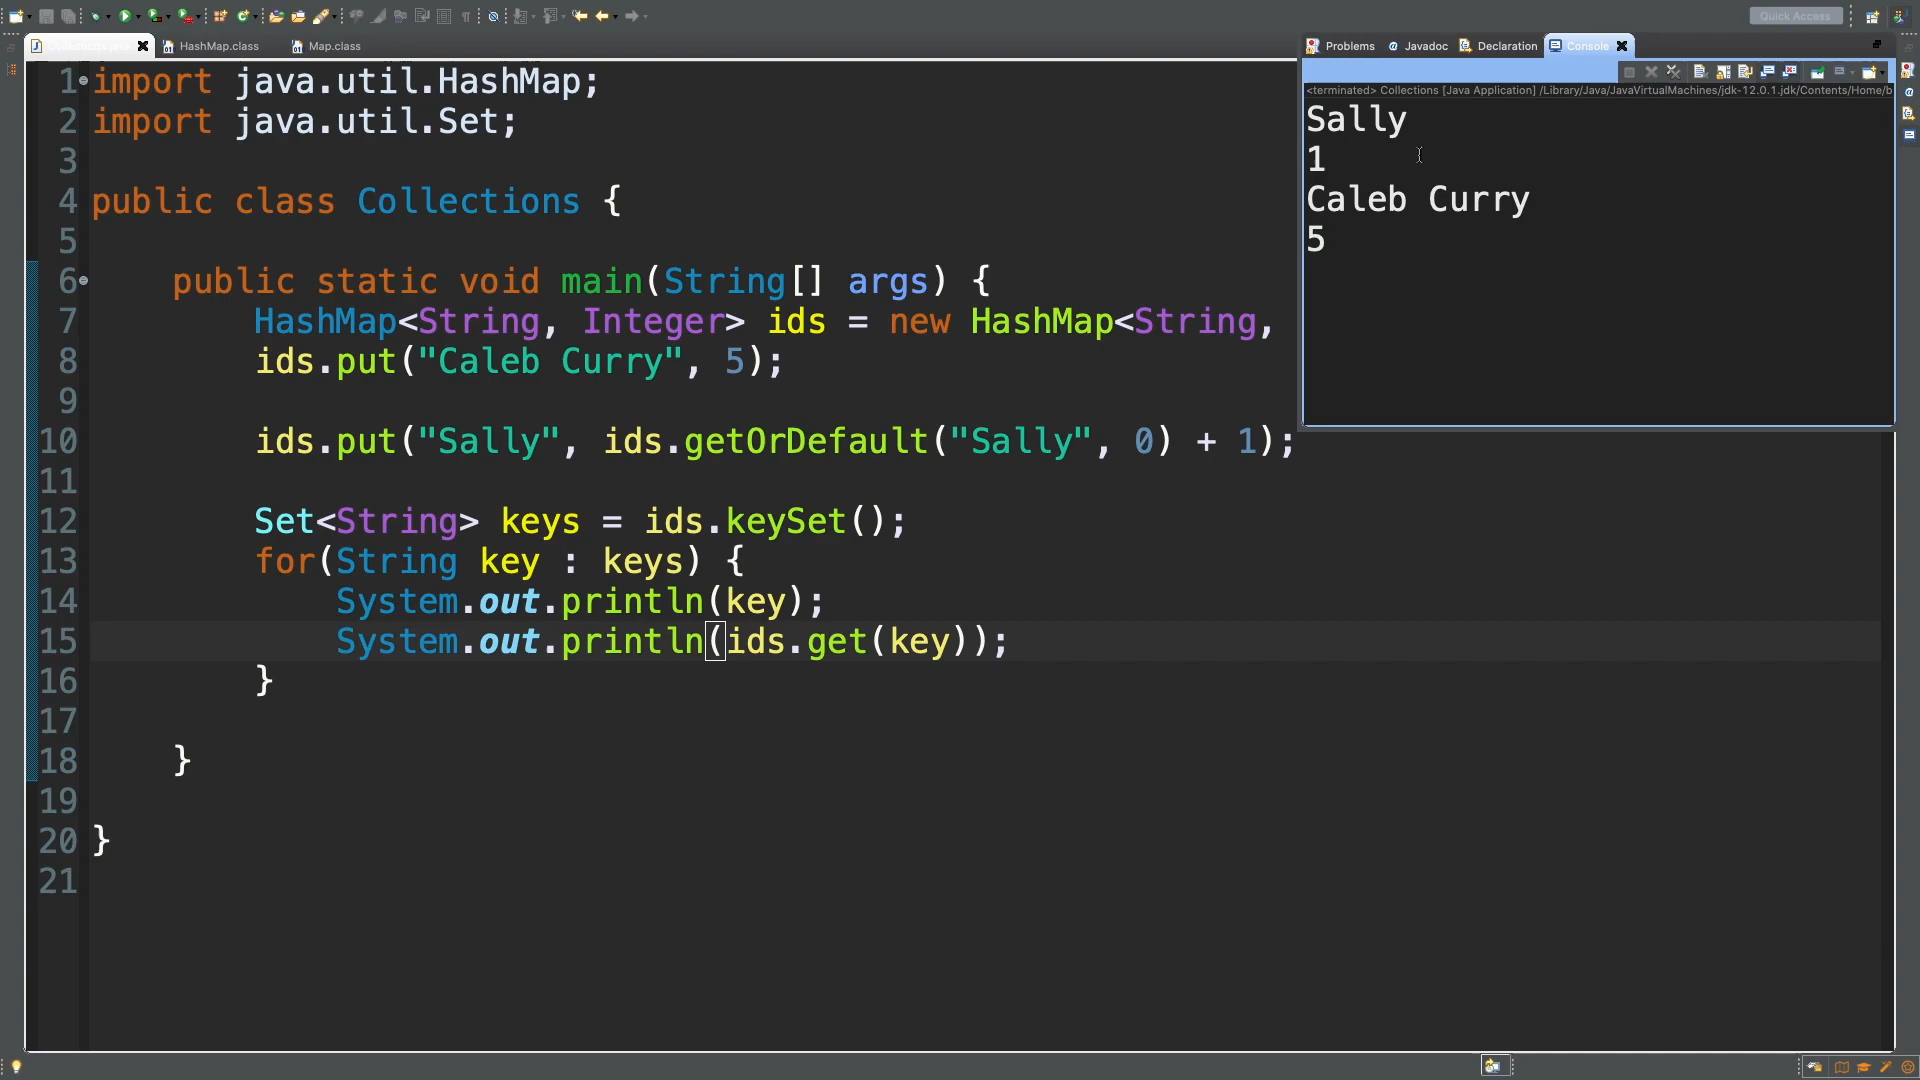 Quick Access
HashMap.class
Map.class
1 import java.util.HashMap;
2 import java.util.Set;
3
4 public class Collections {
5
6 public static void main(String[] args) {
7 HashMap<String, Integer> ids = new HashMap<String,
8 ids.put("Caleb Curry", 5);
9
10 ids.put("Sally", ids.getOrDefault("Sally", 0) + 1);
11
12 Set<String> keys = ids.keySet();
13 for(String key : keys) {
14 System.out.println(key);
15 System.out.println(ids.get(key));
16 }
17
18 }
19
20 }
21
Problems @ Javadoc Declaration Console
<terminated> Collections [Java Application] /Library/Java/JavaVirtualMachines/jdk-12.0.1.jdk/Contents/Home/b
Sally
1
Caleb Curry
5